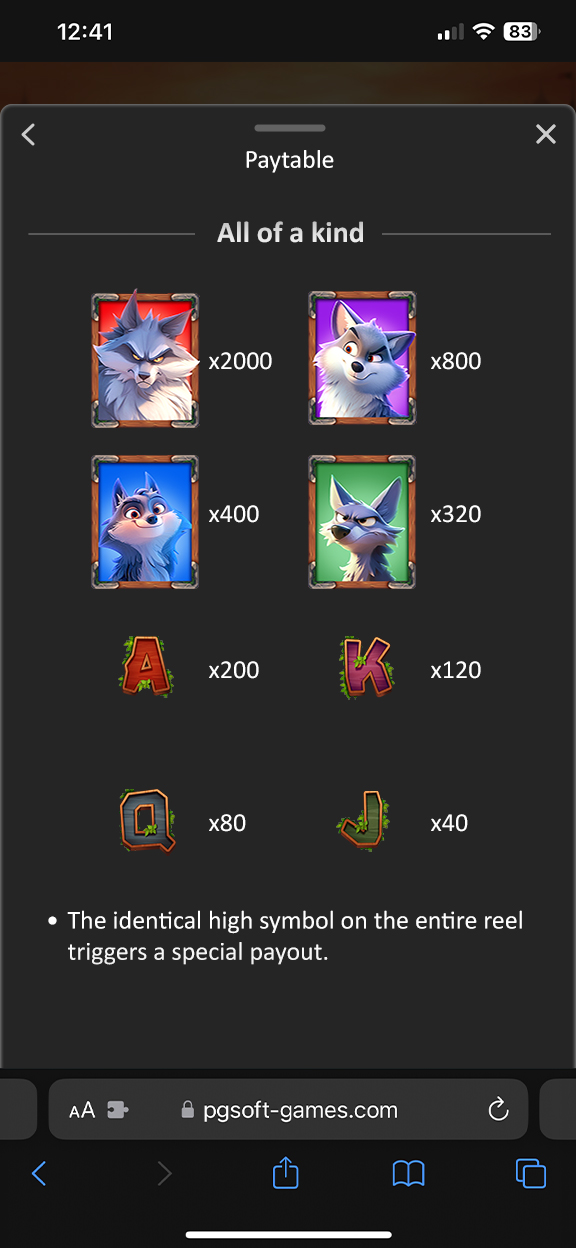 12:41 83
Paytable
All of a kind
x2000 x800
x400 x320
A x200 K x120
Q x80 J x40
• The identical high symbol on the entire reel
triggers a special payout.
AA pgsoft-games.com